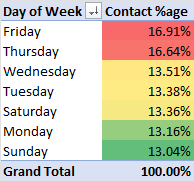 Day of Week Contact %age
Friday 16.91%
Thursday 16.64%
Wednesday 13.51%
Tuesday 13.38%
Saturday 13.36%
Monday 13.16%
Sunday 13.04%
Grand Total 100.00%